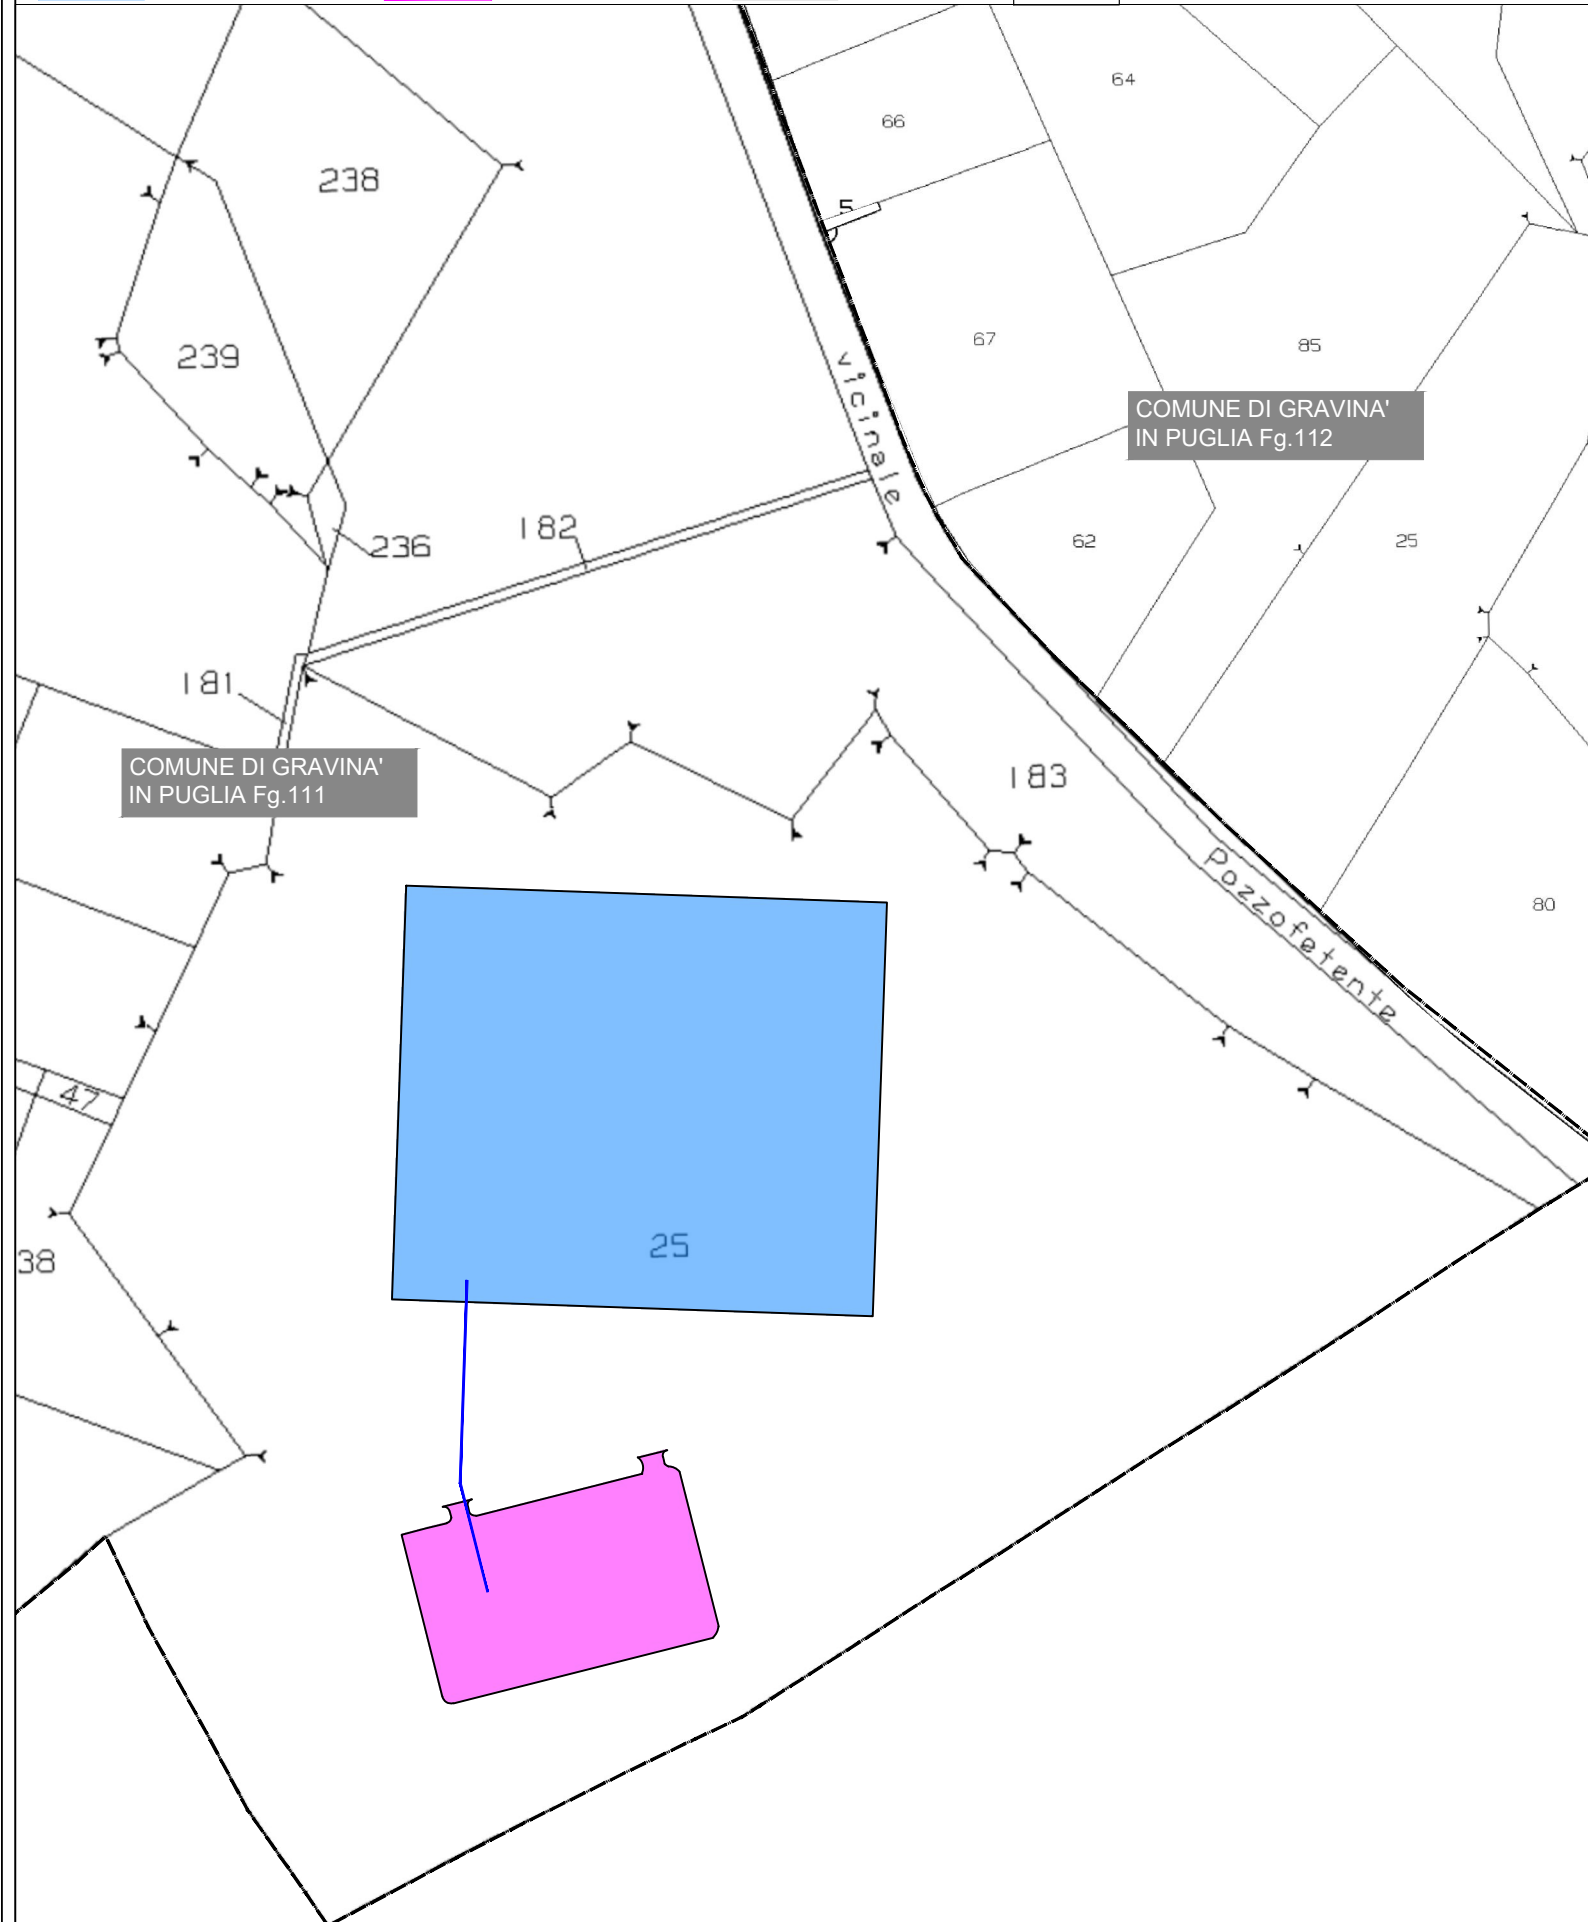 64
66
238
5
67
85
239
COMUNE DI GRAVINA'
IN PUGLIA Fg.112
vicinale
182
236
62
25
181
COMUNE DI GRAVINA'
IN PUGLIA Fg.111
183
Pozzofetente
80
47
25
38